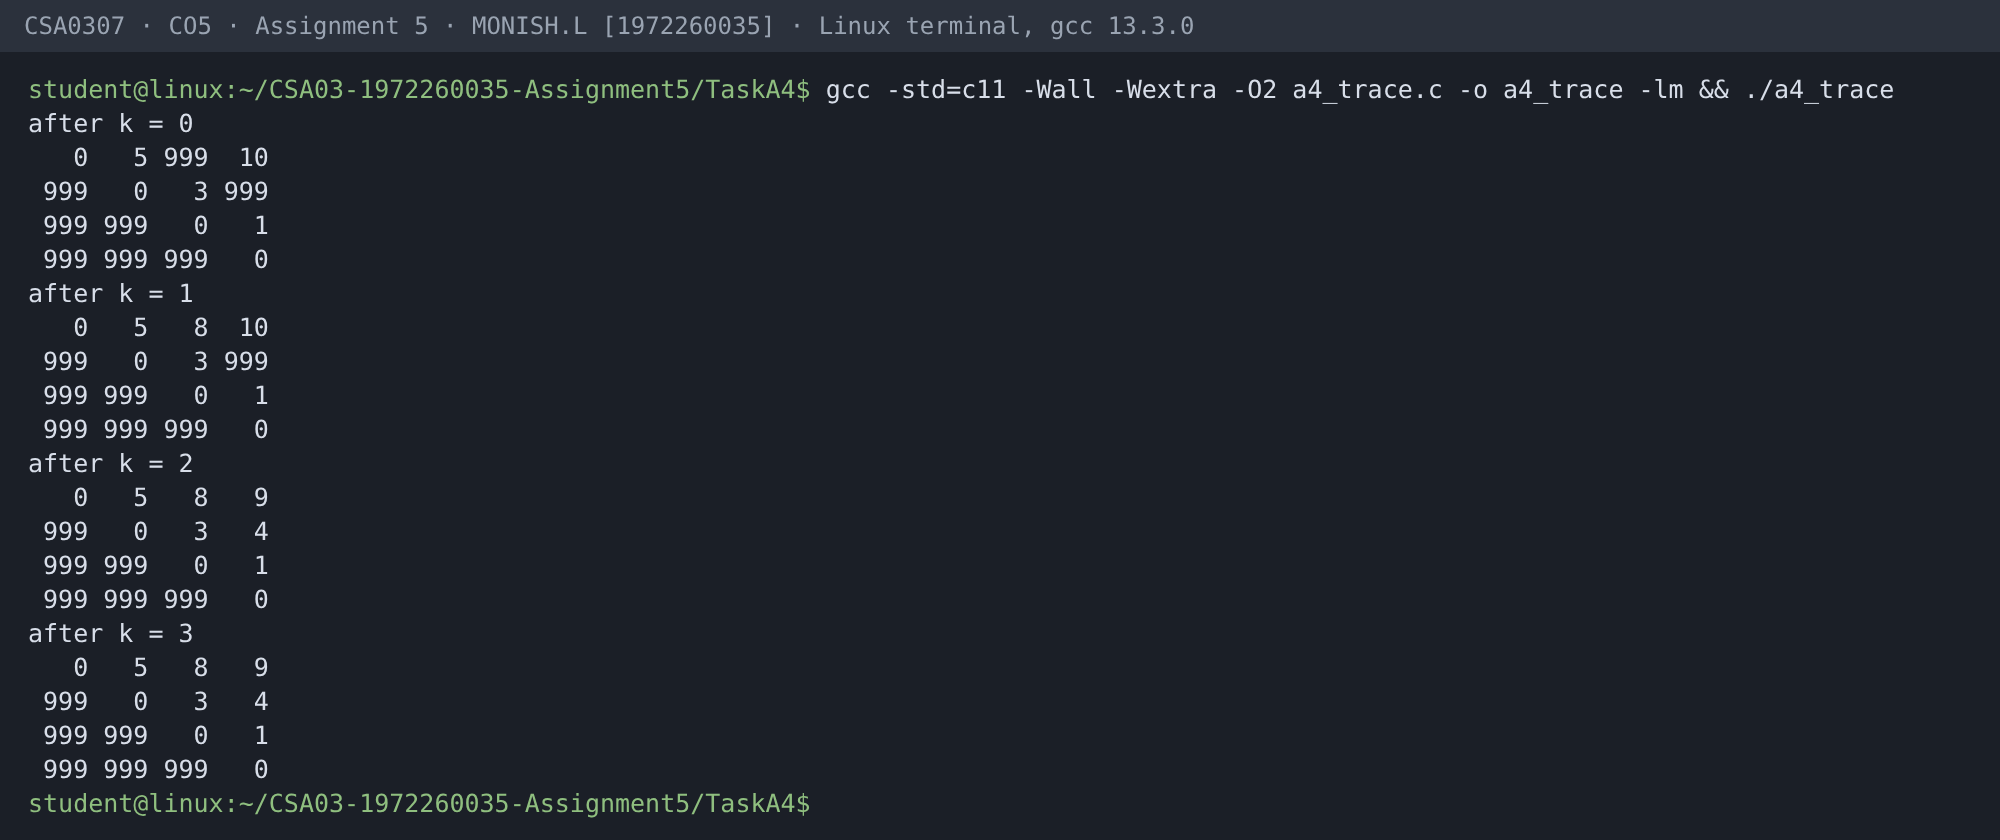 CSA0307 · CO5 · Assignment 5 · MONISH.L [1972260035] · Linux terminal, gcc 13.3.0
student@linux:~/CSA03-1972260035-Assignment5/TaskA4$ gcc -std=c11 -Wall -Wextra -O2 a4_trace.c -o a4_trace -lm && ./a4_trace
after k = 0
   0   5 999  10
 999   0   3 999
 999 999   0   1
 999 999 999   0
after k = 1
   0   5   8  10
 999   0   3 999
 999 999   0   1
 999 999 999   0
after k = 2
   0   5   8   9
 999   0   3   4
 999 999   0   1
 999 999 999   0
after k = 3
   0   5   8   9
 999   0   3   4
 999 999   0   1
 999 999 999   0
student@linux:~/CSA03-1972260035-Assignment5/TaskA4$